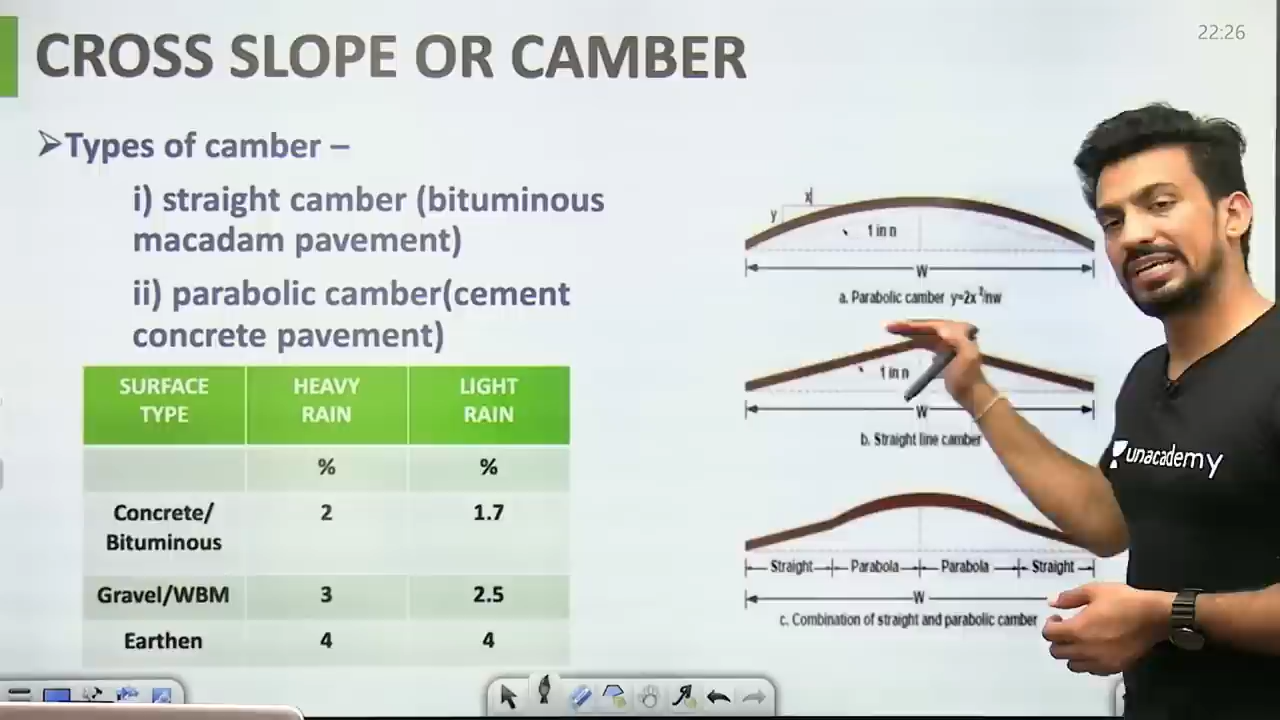 22:26
CROSS SLOPE OR CAMBER
➢Types of camber –
i) straight camber (bituminous
macadam pavement)
ii) parabolic camber(cement
concrete pavement)
SURFACE TYPE HEAVY RAIN LIGHT RAIN
% %
Concrete/ Bituminous 2 1.7
Gravel/WBM 3 2.5
Earthen 4 4
x
y
1 in n
W
a. Parabolic camber y=2x²/nw
1 in n
W
b. Straight line camber
Straight Parabola Parabola Straight
W
c. Combination of straight and parabolic camber
unacademy